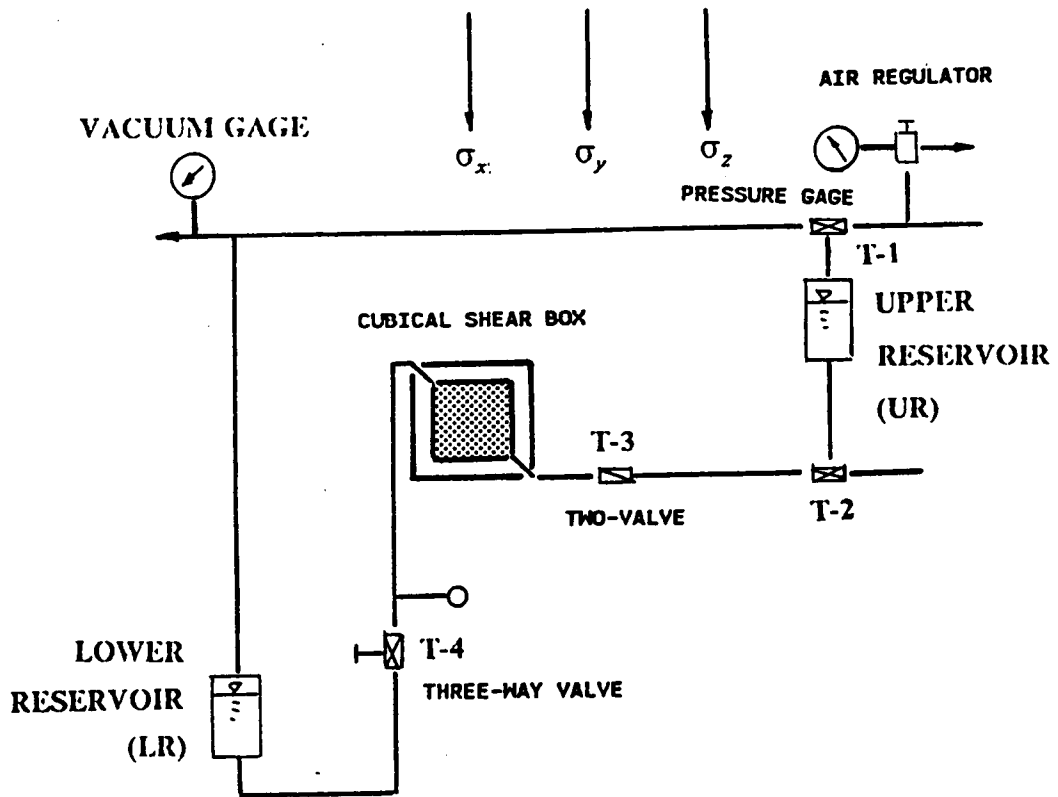 AIR REGULATOR
VACUUM GAGE
σx
σy
σz
PRESSURE GAGE
T-1
UPPER
RESERVOIR
(UR)
CUBICAL SHEAR BOX
T-3
TWO-VALVE
T-2
T-4
THREE-WAY VALVE
LOWER
RESERVOIR
(LR)